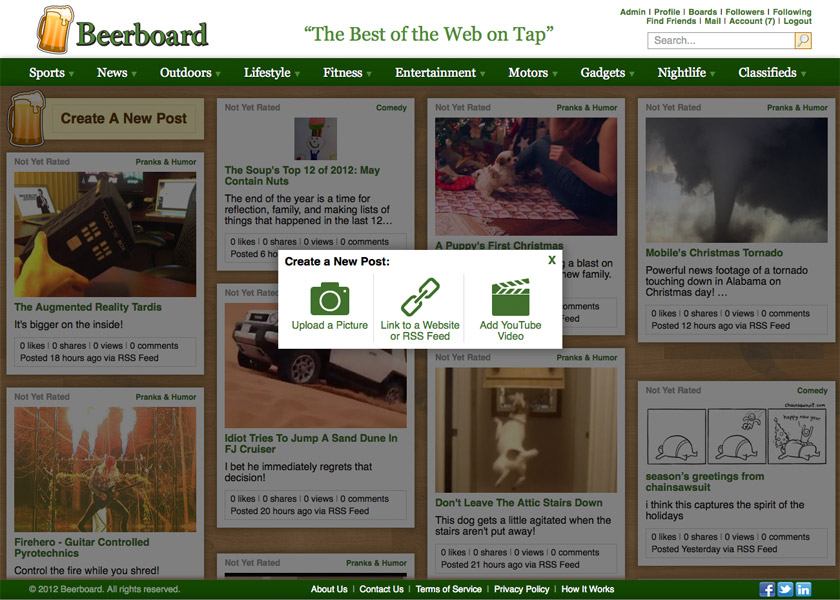 Beerboard
“The Best of the Web on Tap”
Admin | Profile | Boards | Followers | Following
Find Friends | Mail | Account (7) | Logout
Search...
Sports News Outdoors Lifestyle Fitness Entertainment Motors Gadgets Nightlife Classifieds
Create A New Post
Not Yet Rated Pranks & Humor
The Augmented Reality Tardis
It's bigger on the inside!
0 likes | 0 shares | 0 views | 0 comments
Posted 18 hours ago via RSS Feed
Not Yet Rated Pranks & Humor
Firehero - Guitar Controlled
Pyrotechnics
Control the fire while you shred!
Not Yet Rated Comedy
The Soup's Top 12 of 2012: May
Contain Nuts
The end of the year is a time for
reflection, family, and making lists of
things that happened in the last 12…
0 likes | 0 shares | 0 views | 0 comments
Posted 6 ho
Not Yet Rated
Idiot Tries To Jump A Sand Dune In
FJ Cruiser
I bet he immediately regrets that
decision!
0 likes | 0 shares | 0 views | 0 comments
Posted 20 hours ago via RSS Feed
Not Yet Rated Pranks & Humor
Not Yet Rated Pranks & Humor
A Puppy's First Christmas
g a blast on
new family.
mments
Create a New Post:
X
Upload a Picture
Link to a Website
or RSS Feed
Add YouTube
Video
Pranks & Humor
Don't Leave The Attic Stairs Down
This dog gets a little agitated when the
stairs aren't put away!
0 likes | 0 shares | 0 views | 0 comments
Posted 21 hours ago via RSS Feed
Not Yet Rated Pranks & Humor
Mobile's Christmas Tornado
Powerful news footage of a tornado
touching down in Alabama on
Christmas day! …
0 likes | 0 shares | 0 views | 0 comments
Posted 12 hours ago via RSS Feed
Not Yet Rated Comedy
chainsawsuit.com
happy new year
season's greetings from
chainsawsuit
i think this captures the spirit of the
holidays
0 likes | 0 shares | 0 views | 0 comments
Posted Yesterday via RSS Feed
© 2012 Beerboard. All rights reserved.
About Us | Contact Us | Terms of Service | Privacy Policy | How It Works